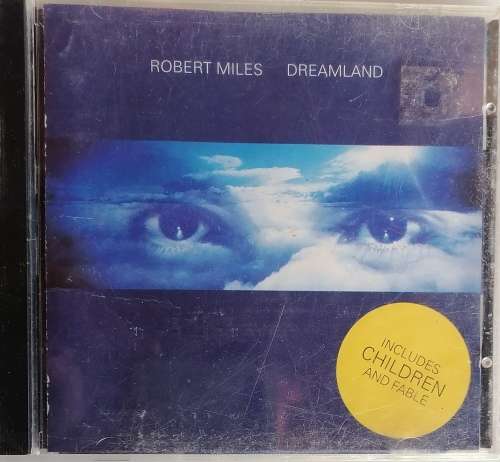 ROBERT MILES DREAMLAND
INCLUDES
CHILDREN
AND FABLE